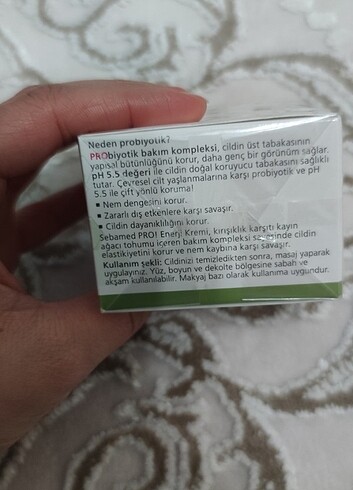 Neden probiyotik?
PRObiyotik bakım kompleksi, cildin üst tabakasının
yapısal bütünlüğünü korur, daha genç bir görünüm sağlar.
pH 5.5 değeri ile cildin doğal koruyucu tabakasını sağlıklı
tutar. Çevresel cilt yaşlanmalarına karşı probiyotik ve pH
5.5 ile çift yönlü koruma!
▪ Nem dengesini korur.
▪ Zararlı dış etkenlere karşı savaşır.
▪ Cildin dayanıklılığını korur.
Sebamed PRO! Enerji Kremi, kırışıklık karşıtı kayın
ağacı tohumu içeren bakım kompleksi sayesinde cildin
elastikiyetini korur ve nem kaybına karşı savaşır.
Kullanım şekli: Cildinizi temizledikten sonra, masaj yaparak
uygulayınız. Yüz, boyun ve dekolte bölgesine sabah ve
akşam kullanılabilir. Makyaj bazı olarak kullanıma uygundur.